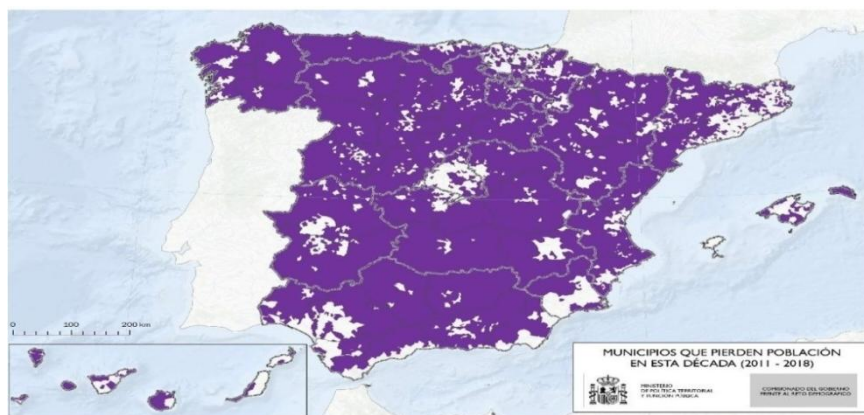 0 100 200 km
MUNICIPIOS QUE PIERDEN POBLACIÓN
EN ESTA DÉCADA (2011 - 2018)
MINISTERIO
DE POLÍTICA TERRITORIAL
Y FUNCIÓN PÚBLICA
COMISIONADO DEL GOBIERNO
FRENTE AL RETO DEMOGRÁFICO